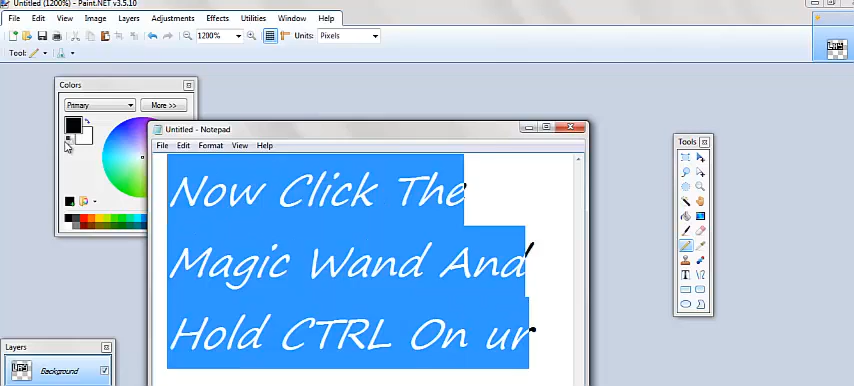 Untitled (1200%) - Paint.NET v3.5.10
File Edit View Image Layers Adjustments Effects Utilities Window Help
1200% Units: Pixels
Tool:
Colors
Primary More >>
Untitled - Notepad
File Edit Format View Help
Now Click The
Magic Wand And
Hold CTRL On ur
Tools
Layers
Background